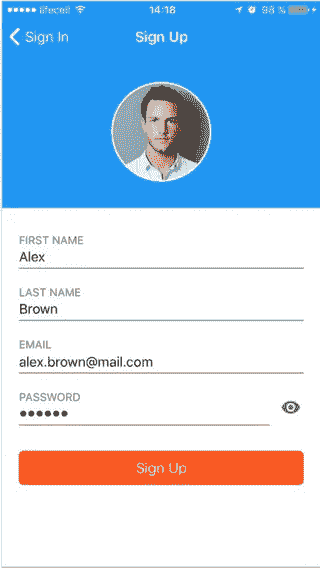 lifecell 14:18 98 %
Sign In Sign Up
FIRST NAME
Alex
LAST NAME
Brown
EMAIL
alex.brown@mail.com
PASSWORD
●●●●●●
Sign Up